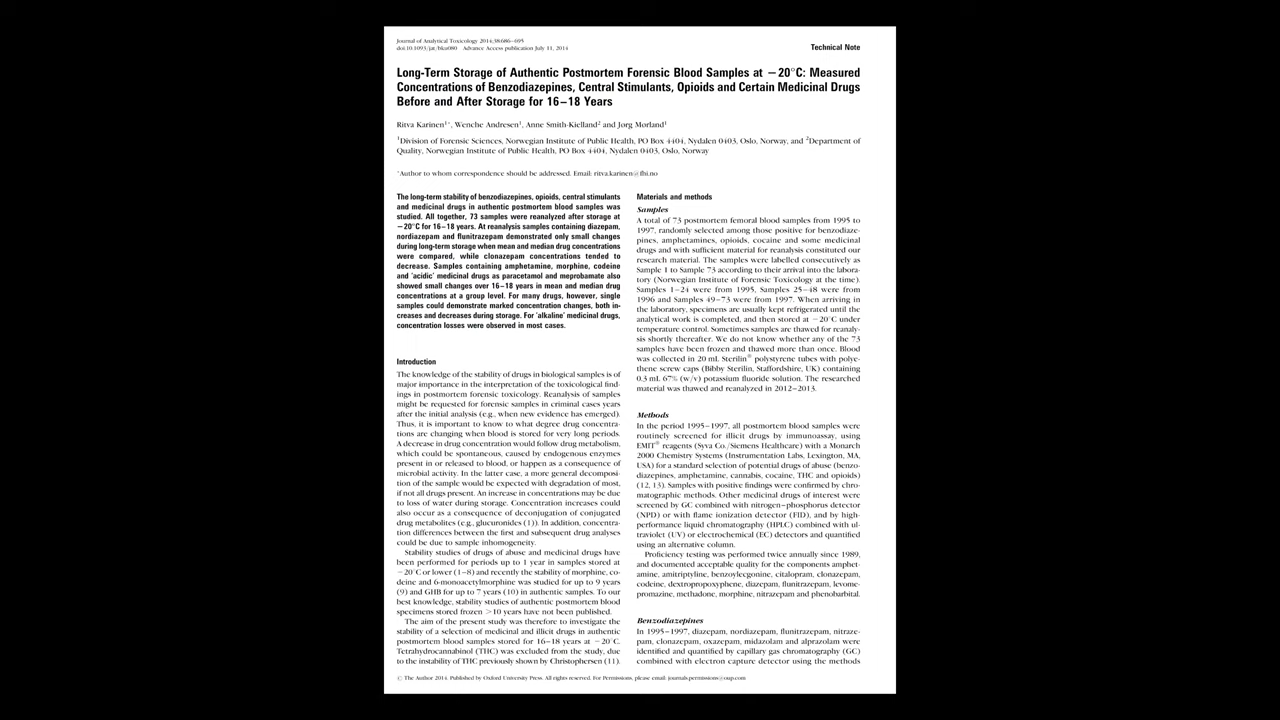 Journal of Analytical Toxicology 2014;38:686–695
doi:10.1093/jat/bku080 Advance Access publication July 11, 2014
Technical Note
Long-Term Storage of Authentic Postmortem Forensic Blood Samples at −20°C: Measured
Concentrations of Benzodiazepines, Central Stimulants, Opioids and Certain Medicinal Drugs
Before and After Storage for 16–18 Years
Ritva Karinen1*, Wenche Andresen1, Anne Smith-Kielland2 and Jørg Mørland1
1Division of Forensic Sciences, Norwegian Institute of Public Health, PO Box 4404, Nydalen 0403, Oslo, Norway, and 2Department of
Quality, Norwegian Institute of Public Health, PO Box 4404, Nydalen 0403, Oslo, Norway
*Author to whom correspondence should be addressed. Email: ritva.karinen@fhi.no
The long-term stability of benzodiazepines, opioids, central stimulants
and medicinal drugs in authentic postmortem blood samples was
studied. All together, 73 samples were reanalyzed after storage at
−20°C for 16–18 years. At reanalysis samples containing diazepam,
nordiazepam and flunitrazepam demonstrated only small changes
during long-term storage when mean and median drug concentrations
were compared, while clonazepam concentrations tended to
decrease. Samples containing amphetamine, morphine, codeine
and 'acidic' medicinal drugs as paracetamol and meprobamate also
showed small changes over 16–18 years in mean and median drug
concentrations at a group level. For many drugs, however, single
samples could demonstrate marked concentration changes, both in-
creases and decreases during storage. For 'alkaline' medicinal drugs,
concentration losses were observed in most cases.
Introduction
The knowledge of the stability of drugs in biological samples is of
major importance in the interpretation of the toxicological find-
ings in postmortem forensic toxicology. Reanalysis of samples
might be requested for forensic samples in criminal cases years
after the initial analysis (e.g., when new evidence has emerged).
Thus, it is important to know to what degree drug concentra-
tions are changing when blood is stored for very long periods.
A decrease in drug concentration would follow drug metabolism,
which could be spontaneous, caused by endogenous enzymes
present in or released to blood, or happen as a consequence of
microbial activity. In the latter case, a more general decomposi-
tion of the sample would be expected with degradation of most,
if not all drugs present. An increase in concentrations may be due
to loss of water during storage. Concentration increases could
also occur as a consequence of deconjugation of conjugated
drug metabolites (e.g., glucuronides (1)). In addition, concentra-
tion differences between the first and subsequent drug analyses
could be due to sample inhomogeneity.
Stability studies of drugs of abuse and medicinal drugs have
been performed for periods up to 1 year in samples stored at
−20°C or lower (1–8) and recently the stability of morphine, co-
deine and 6-monoacetylmorphine was studied for up to 9 years
(9) and GHB for up to 7 years (10) in authentic samples. To our
best knowledge, stability studies of authentic postmortem blood
specimens stored frozen >10 years have not been published.
The aim of the present study was therefore to investigate the
stability of a selection of medicinal and illicit drugs in authentic
postmortem blood samples stored for 16–18 years at −20°C.
Tetrahydrocannabinol (THC) was excluded from the study, due
to the instability of THC previously shown by Christophersen (11).
Materials and methods
Samples
A total of 73 postmortem femoral blood samples from 1995 to
1997, randomly selected among those positive for benzodiaze-
pines, amphetamines, opioids, cocaine and some medicinal
drugs and with sufficient material for reanalysis constituted our
research material. The samples were labelled consecutively as
Sample 1 to Sample 73 according to their arrival into the labora-
tory (Norwegian Institute of Forensic Toxicology at the time).
Samples 1–24 were from 1995, Samples 25–48 were from
1996 and Samples 49–73 were from 1997. When arriving in
the laboratory, specimens are usually kept refrigerated until the
analytical work is completed, and then stored at −20°C under
temperature control. Sometimes samples are thawed for reanaly-
sis shortly thereafter. We do not know whether any of the 73
samples have been frozen and thawed more than once. Blood
was collected in 20 mL Sterilin® polystyrene tubes with polye-
thene screw caps (Bibby Sterilin, Staffordshire, UK) containing
0.3 mL 67% (w/v) potassium fluoride solution. The researched
material was thawed and reanalyzed in 2012–2013.
Methods
In the period 1995–1997, all postmortem blood samples were
routinely screened for illicit drugs by immunoassay, using
EMIT® reagents (Syva Co./Siemens Healthcare) with a Monarch
2000 Chemistry Systems (Instrumentation Labs, Lexington, MA,
USA) for a standard selection of potential drugs of abuse (benzo-
diazepines, amphetamine, cannabis, cocaine, THC and opioids)
(12, 13). Samples with positive findings were confirmed by chro-
matographic methods. Other medicinal drugs of interest were
screened by GC combined with nitrogen–phosphorus detector
(NPD) or with flame ionization detector (FID), and by high-
performance liquid chromatography (HPLC) combined with ul-
traviolet (UV) or electrochemical (EC) detectors and quantified
using an alternative column.
Proficiency testing was performed twice annually since 1989,
and documented acceptable quality for the components amphet-
amine, amitriptyline, benzoylecgonine, citalopram, clonazepam,
codeine, dextropropoxyphene, diazepam, flunitrazepam, levome-
promazine, methadone, morphine, nitrazepam and phenobarbital.
Benzodiazepines
In 1995–1997, diazepam, nordiazepam, flunitrazepam, nitraze-
pam, clonazepam, oxazepam, midazolam and alprazolam were
identified and quantified by capillary gas chromatography (GC)
combined with electron capture detector using the methods
© The Author 2014. Published by Oxford University Press. All rights reserved. For Permissions, please email: journals.permissions@oup.com